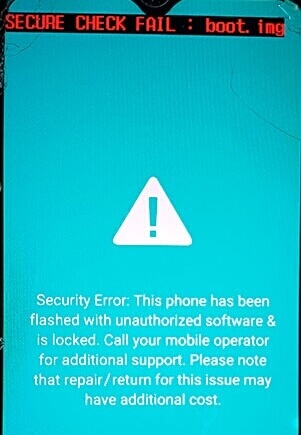 SECURE CHECK FAIL : boot.img
Security Error: This phone has been
flashed with unauthorized software &
is locked. Call your mobile operator
for additional support. Please note
that repair/return for this issue may
have additional cost.